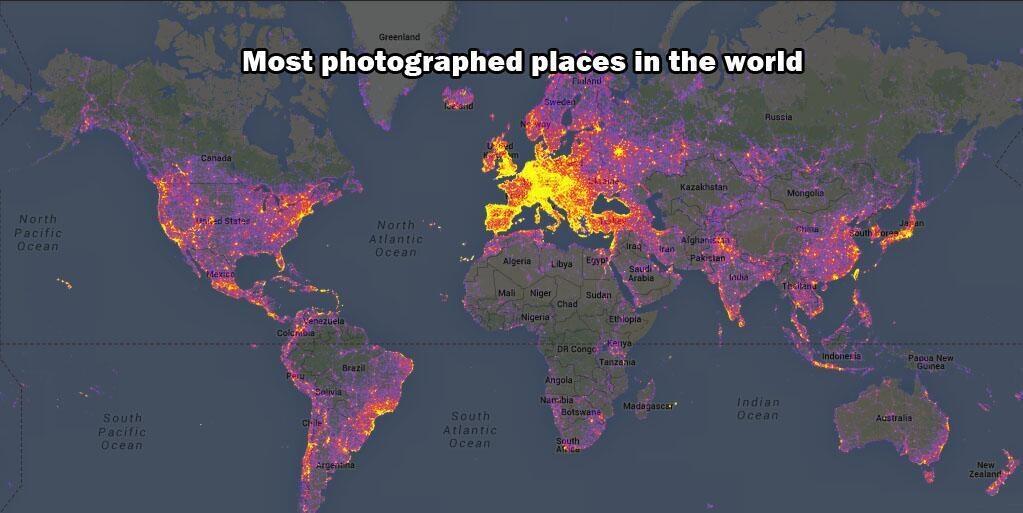 Greenland
Most photographed places in the world
Iceland
Finland
Sweden
Norway
Russia
United
Kingdom
Canada
Ukraine
Kazakhstan
Mongolia
North
Pacific
Ocean
United States
North
Atlantic
Ocean
Turkey
China
South Korea
Japan
Iraq
Iran
Afghanistan
Pakistan
Algeria
Libya
Egypt
Saudi
Arabia
Mexico
India
Thailand
Mali
Niger
Chad
Sudan
Nigeria
Ethiopia
Venezuela
Colombia
DR Congo
Kenya
Tanzania
Indonesia
Papua New
Guinea
Peru
Brazil
Bolivia
Angola
Namibia
Botswana
Madagascar
Indian
Ocean
South
Pacific
Ocean
South
Atlantic
Ocean
Chile
Australia
South
Africa
Argentina
New
Zealand